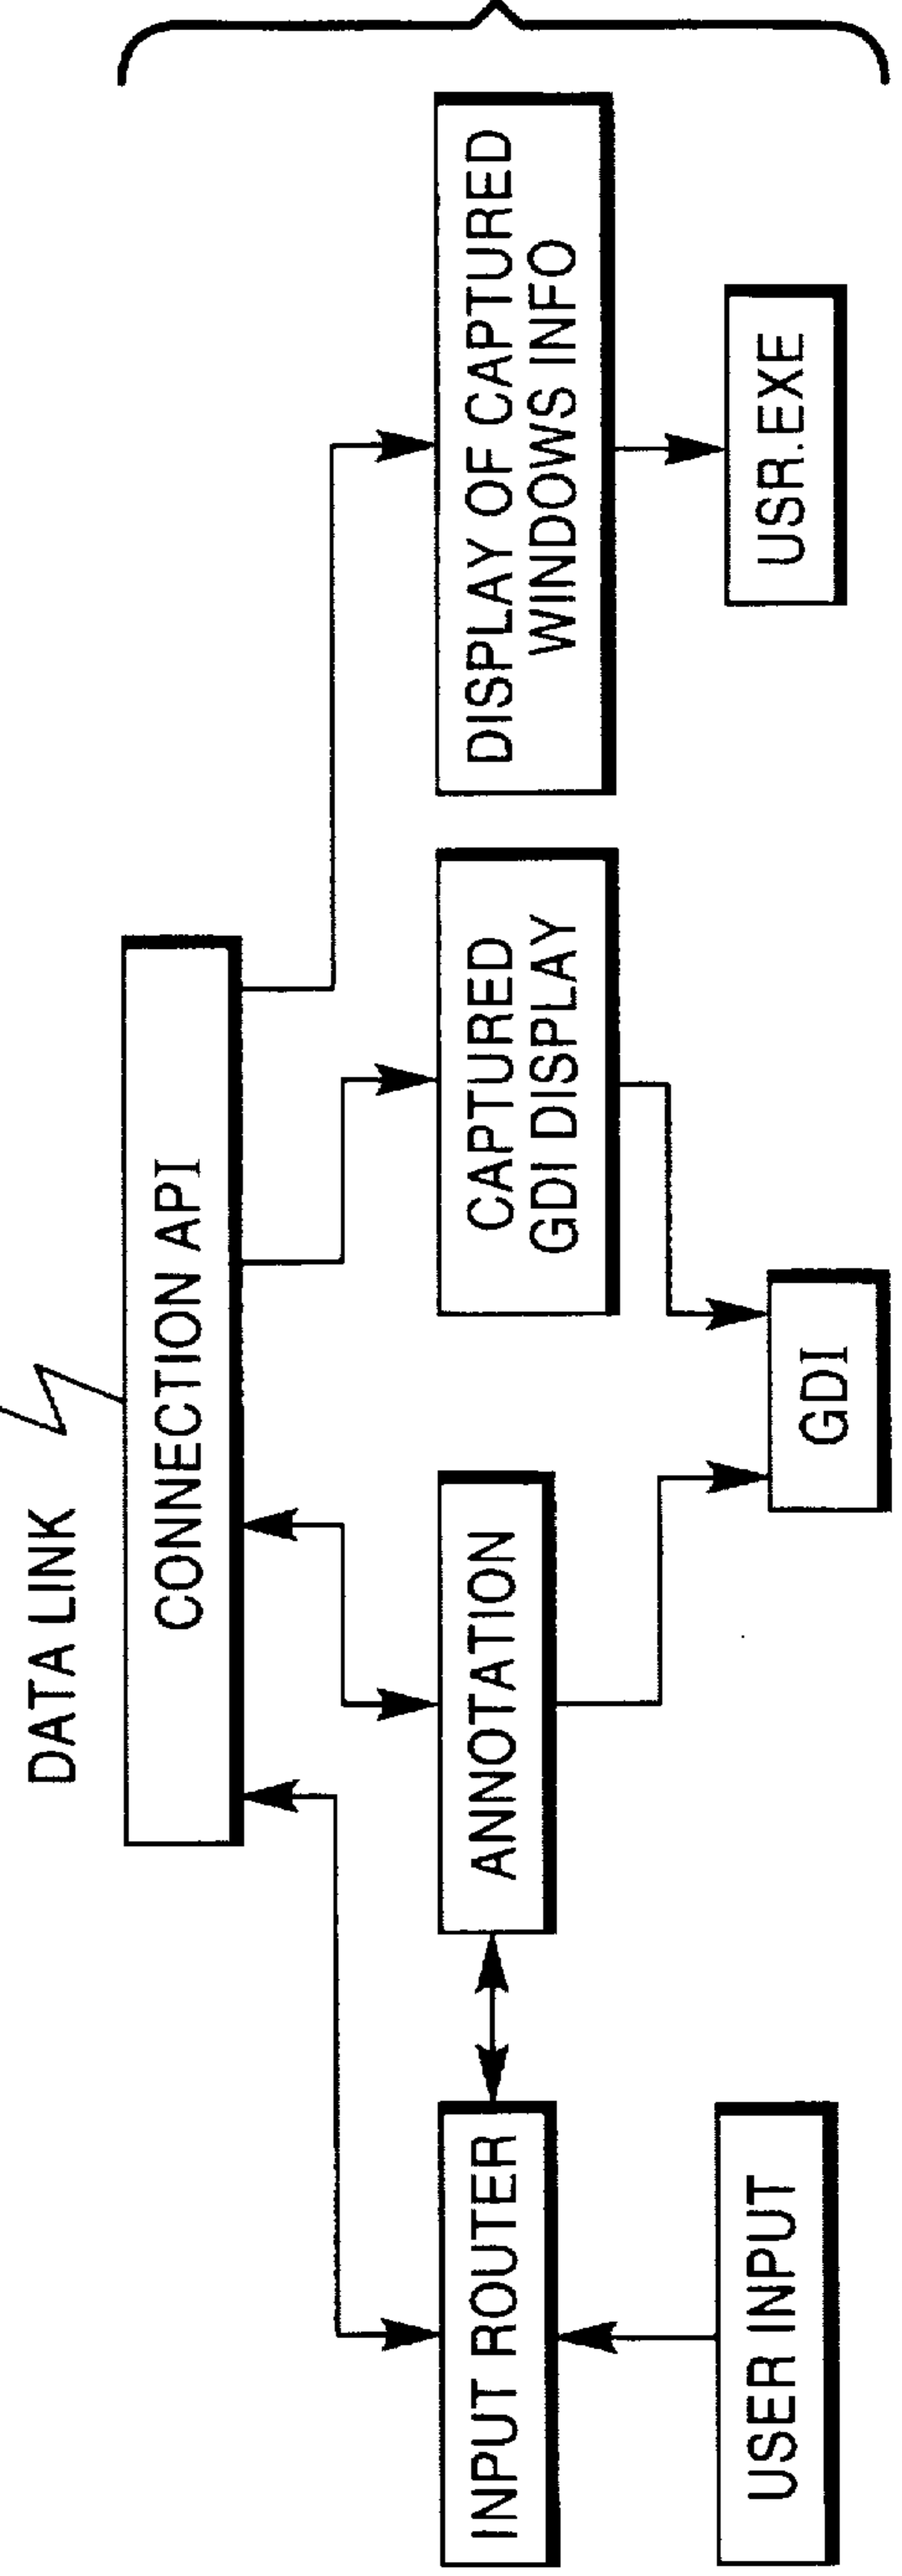 DATA LINK
CONNECTION API
INPUT ROUTER
ANNOTATION
CAPTURED
GDI DISPLAY
DISPLAY OF CAPTURED
WINDOWS INFO
USER INPUT
GDI
USR.EXE